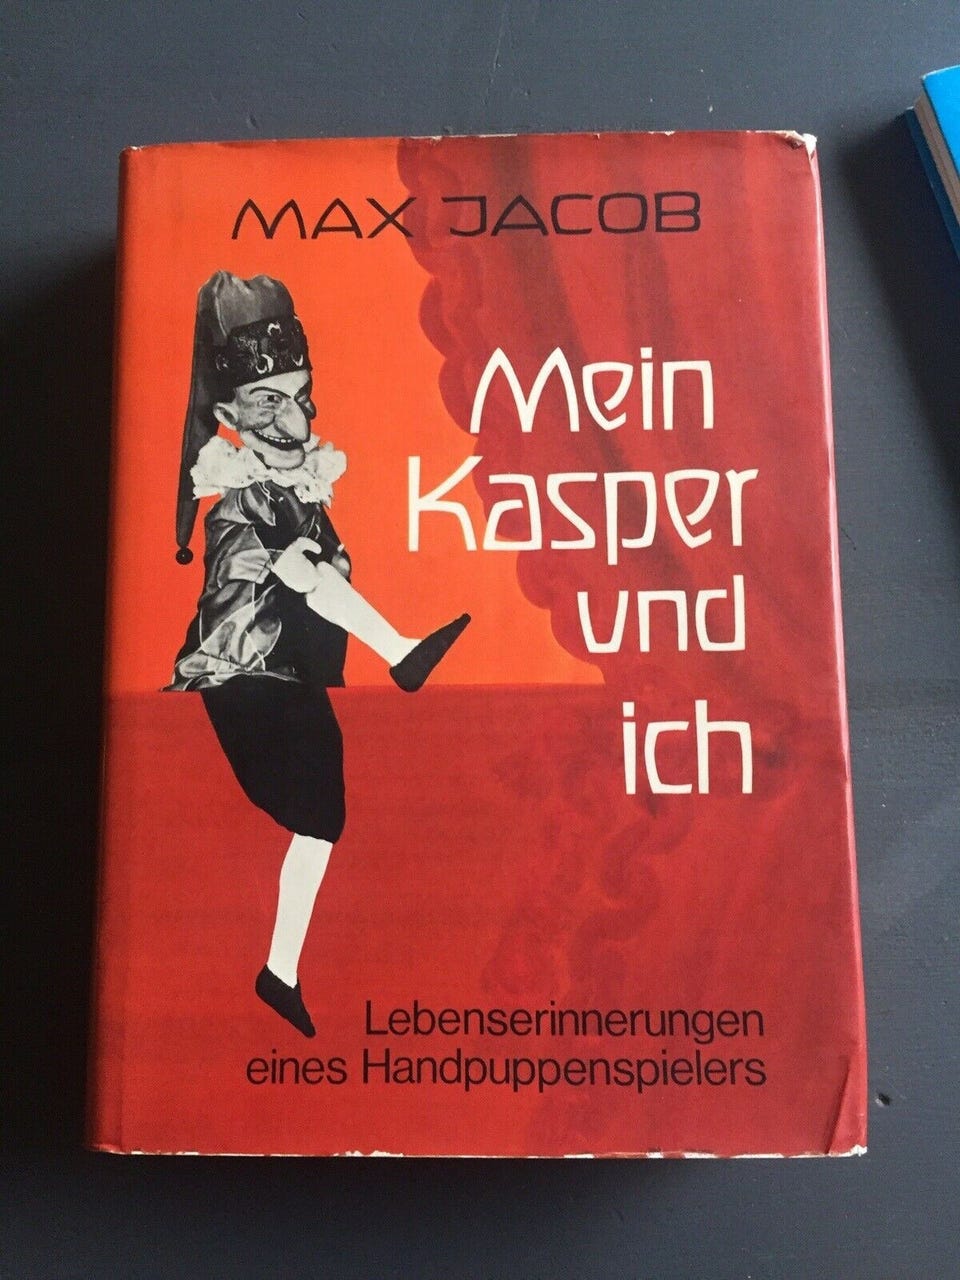 MAX JACOB
Mein
Kasper
und
ich
Lebenserinnerungen
eines Handpuppenspielers